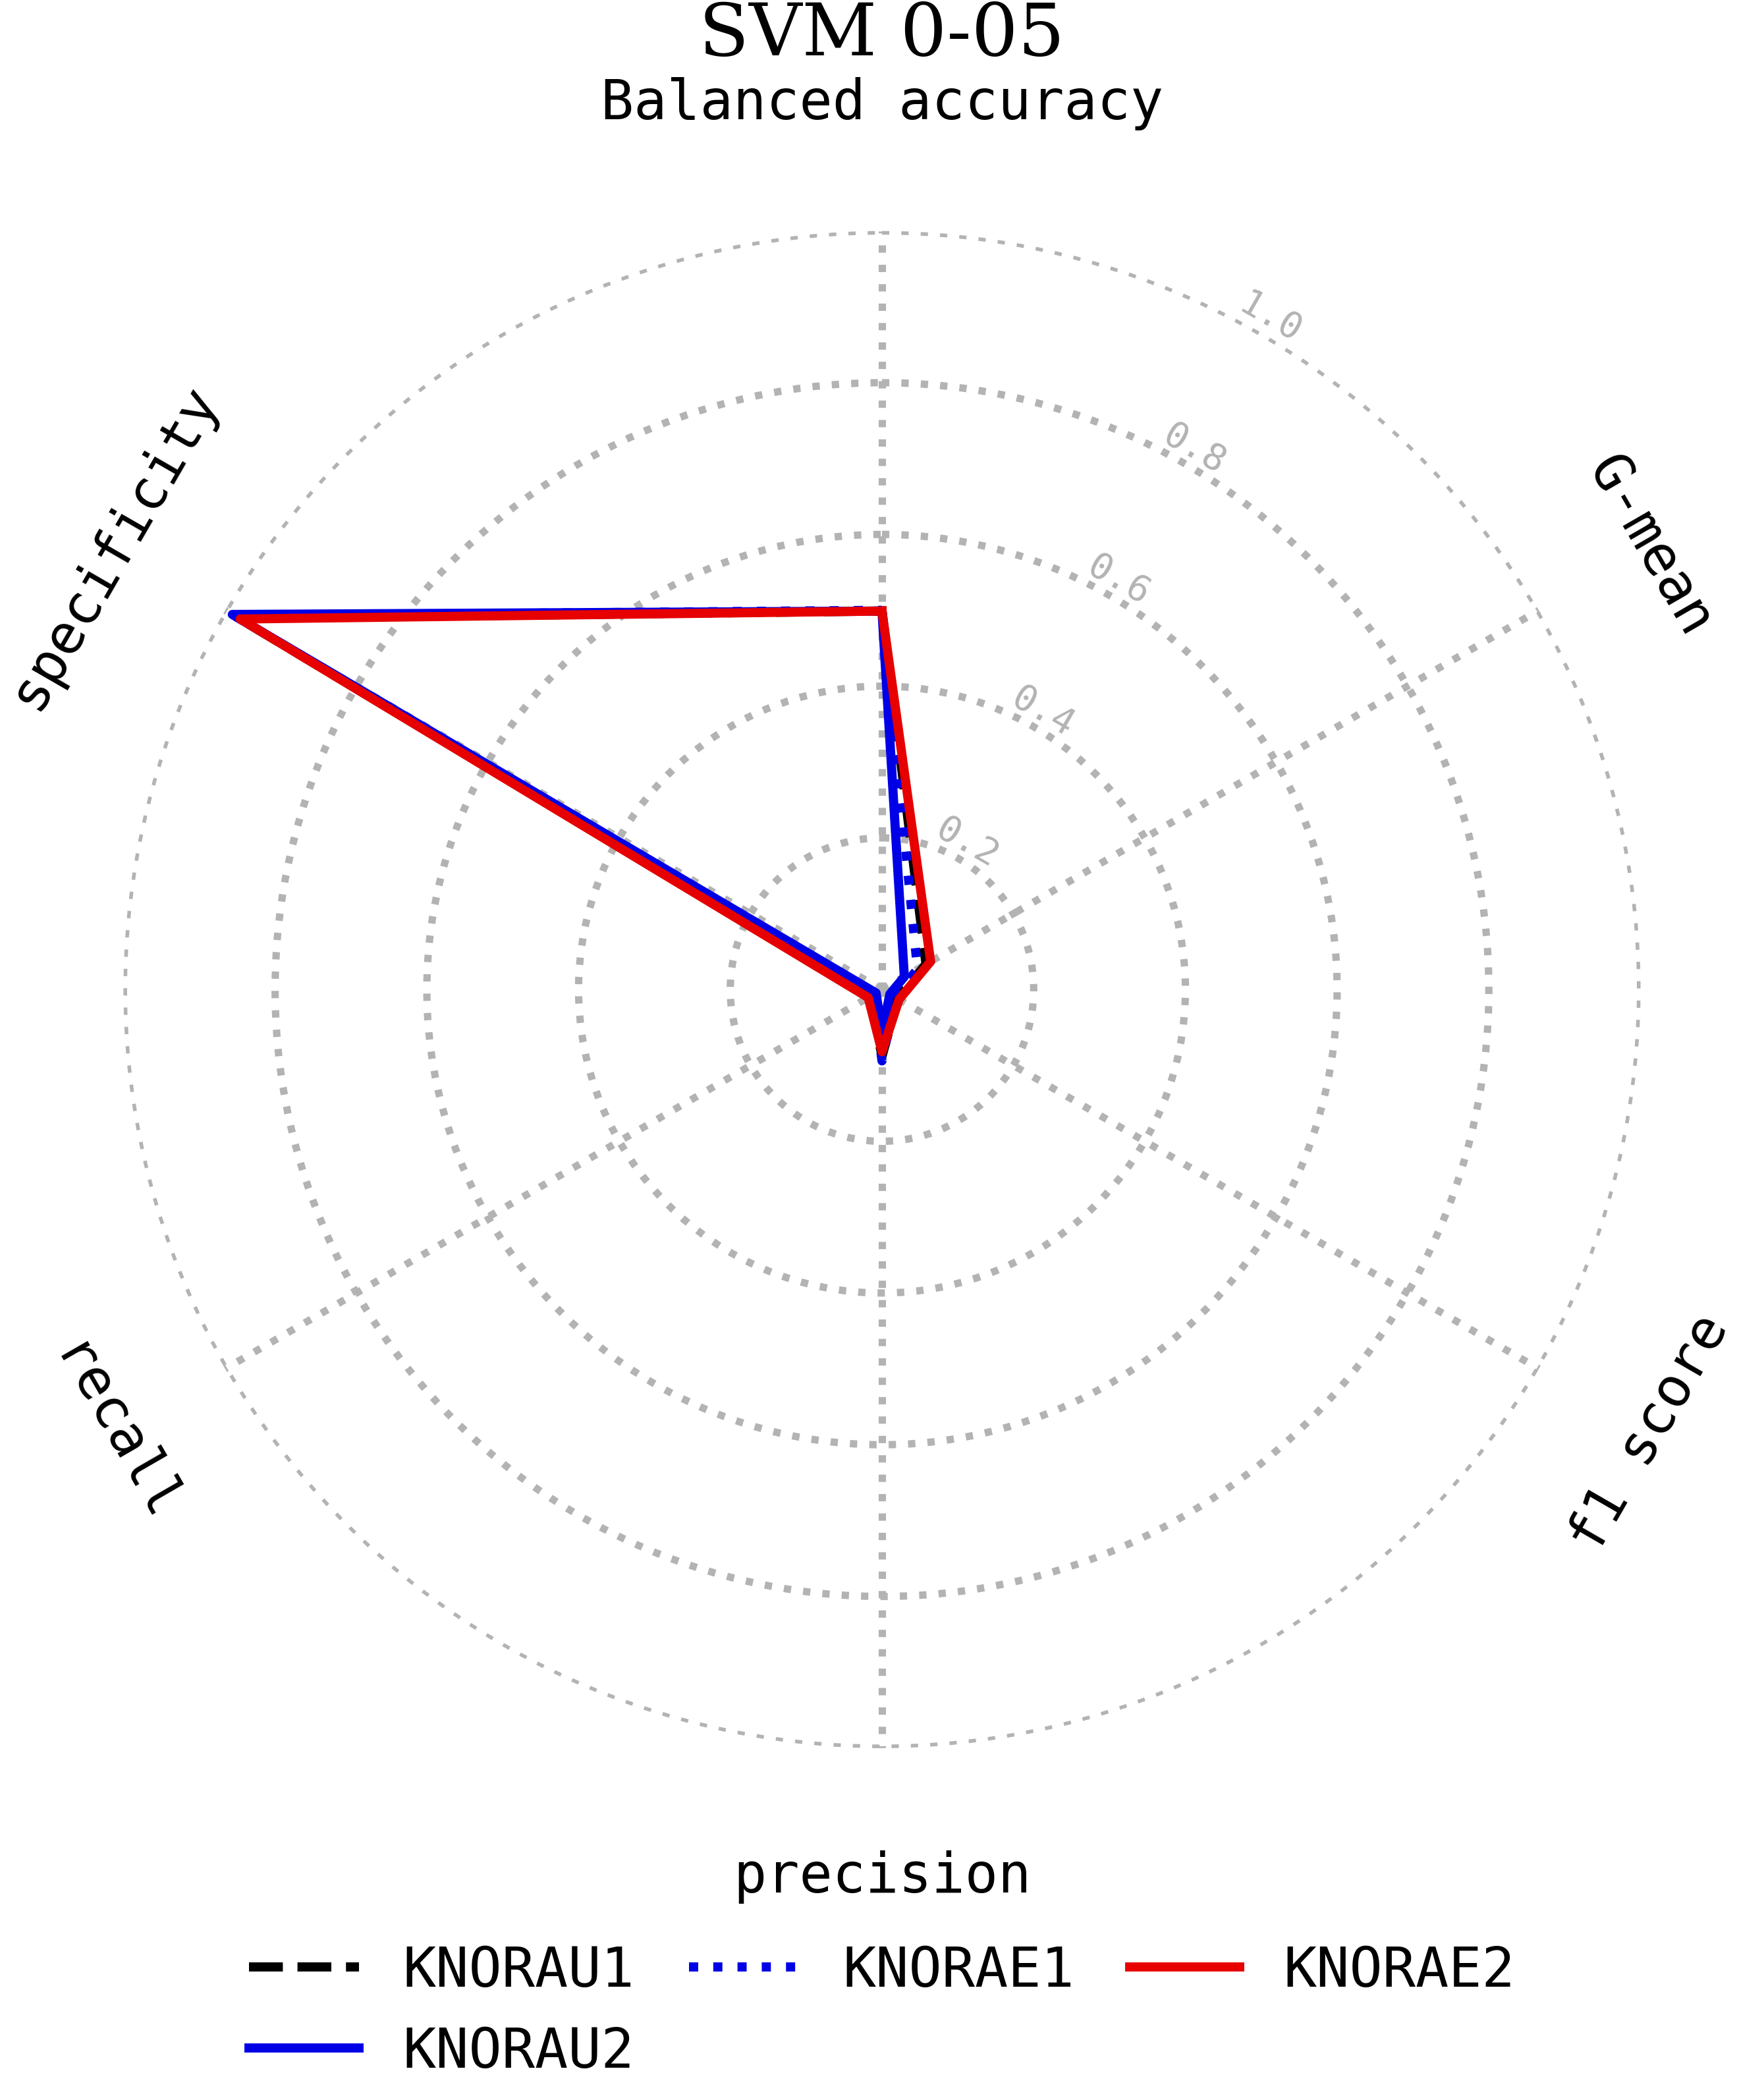 SVM 0-05
Balanced accuracy
1.0
0.8
G-mean
specificity
0.6
0.4
0.2
recall
f1 score
precision
KNORAU1 KNORAE1 KNORAE2
KNORAU2